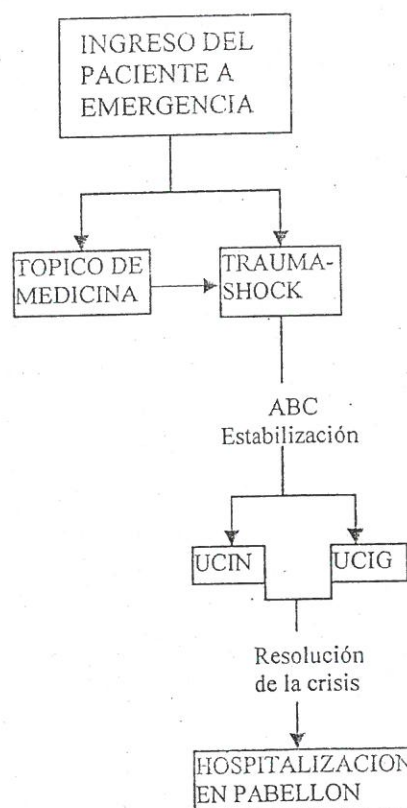 INGRESO DEL
PACIENTE A
EMERGENCIA
TOPICO DE
MEDICINA
TRAUMA-
SHOCK
ABC
Estabilización
UCIN
UCIG
Resolución
de la crisis
HOSPITALIZACION
EN PABELLON